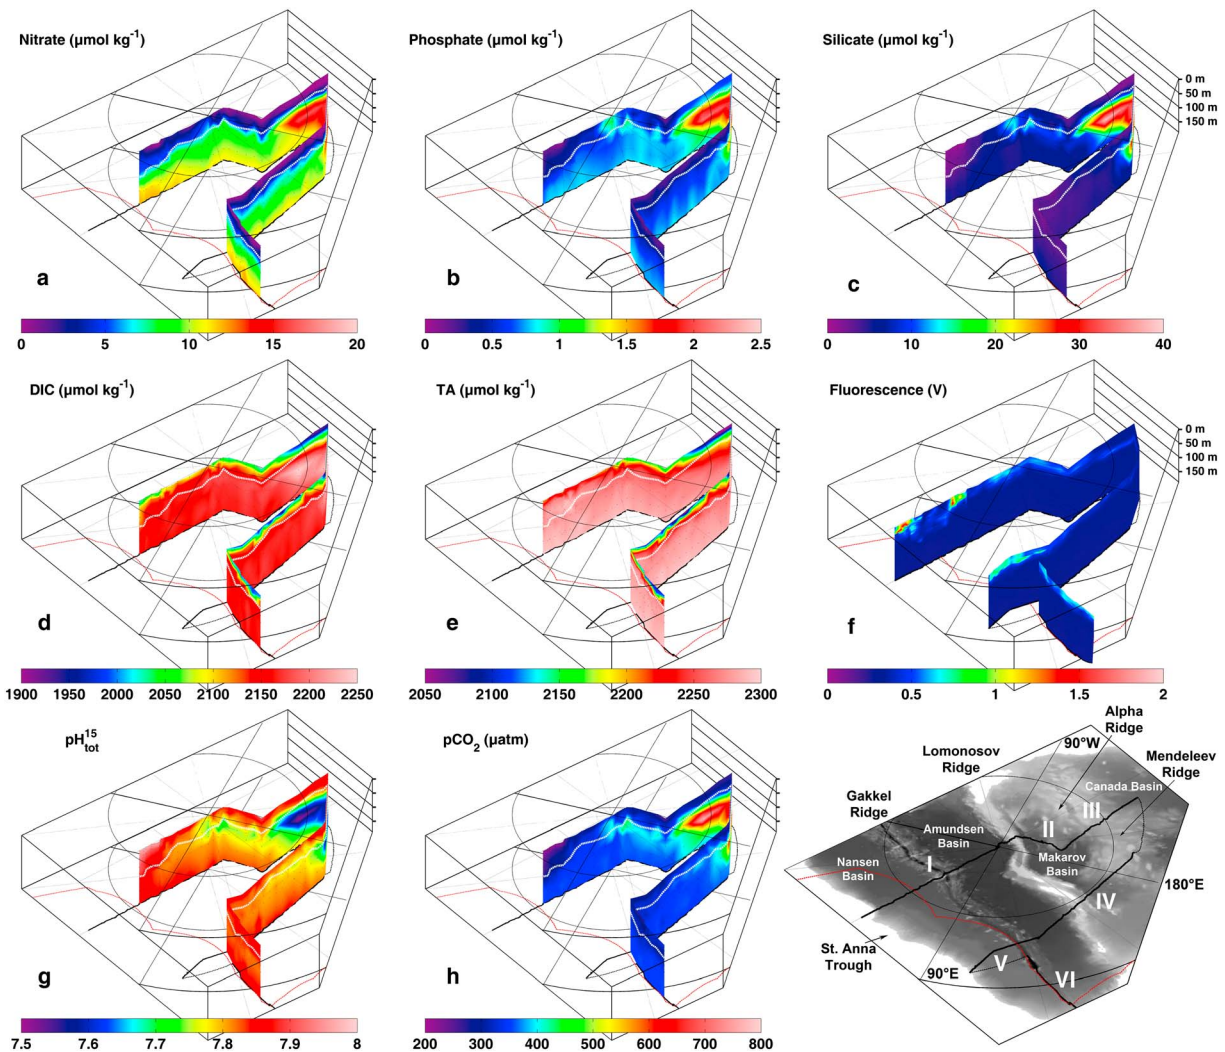 Nitrate (µmol kg⁻¹)
Phosphate (µmol kg⁻¹)
Silicate (µmol kg⁻¹)
0 m
50 m
100 m
150 m
a
b
c
0 5 10 15 20
0 0.5 1 1.5 2 2.5
0 10 20 30 40
DIC (µmol kg⁻¹)
TA (µmol kg⁻¹)
Fluorescence (V)
0 m
50 m
100 m
150 m
d
e
f
1900 1950 2000 2050 2100 2150 2200 2250
2050 2100 2150 2200 2250 2300
0 0.5 1 1.5 2
pH¹⁵tot
pCO₂ (µatm)
g
h
7.5 7.6 7.7 7.8 7.9 8
200 300 400 500 600 700 800
Alpha
Ridge
90°W
Mendeleev
Ridge
Lomonosov
Ridge
Canada Basin
Gakkel
Ridge
III
Amundsen
Basin
II
Makarov
Basin
Nansen
Basin
I
180°E
IV
St. Anna
Trough
90°E
V
VI